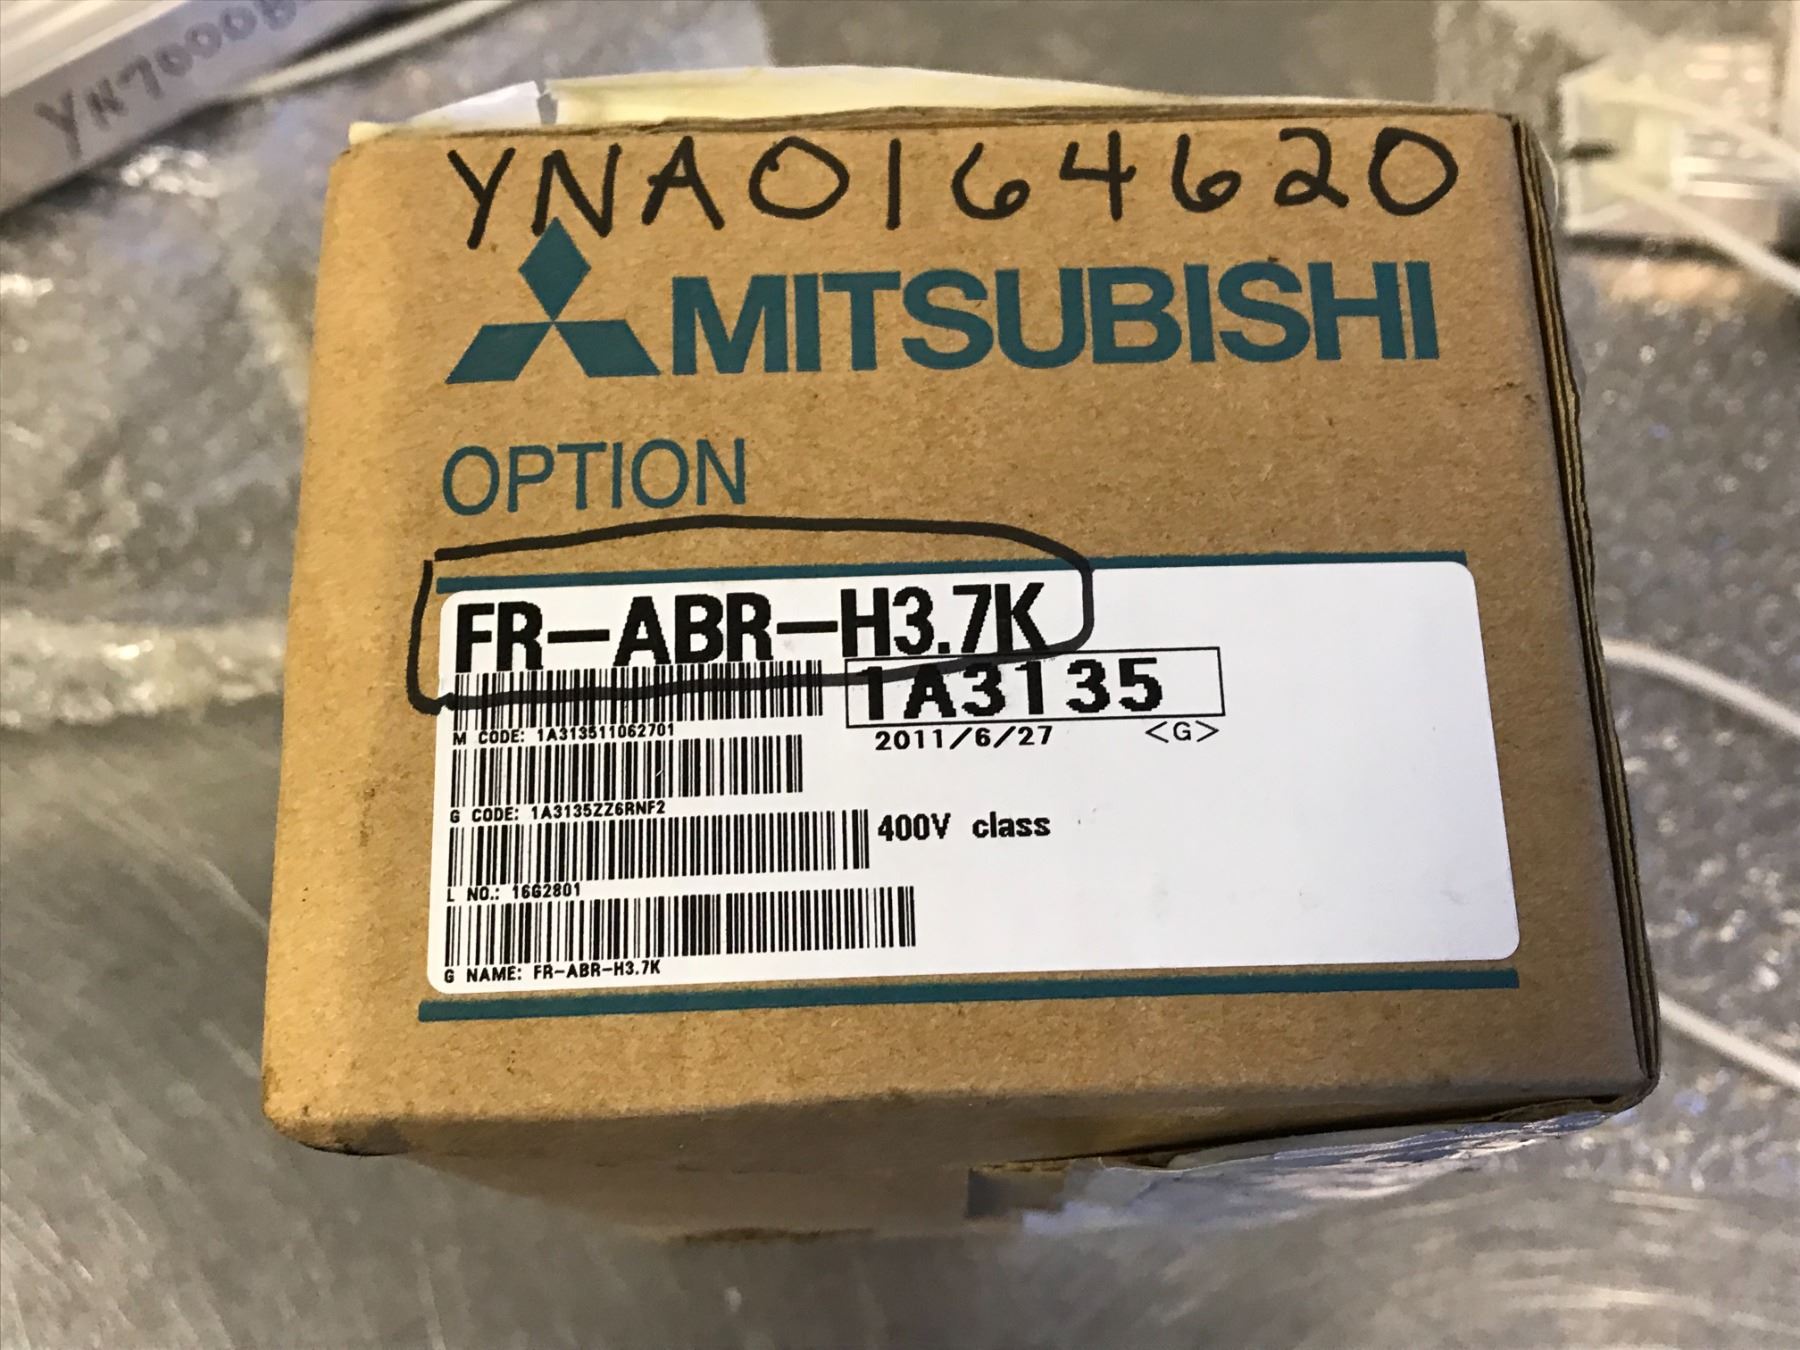 YNA0164620
MITSUBISHI
OPTION
FR-ABR-H3.7K
1A3135
M CODE: 1A313511062701
2011/6/27 <G>
G CODE: 1A3135ZZ6RNF2
400V class
L NO.: 16G2801
G NAME: FR-ABR-H3.7K